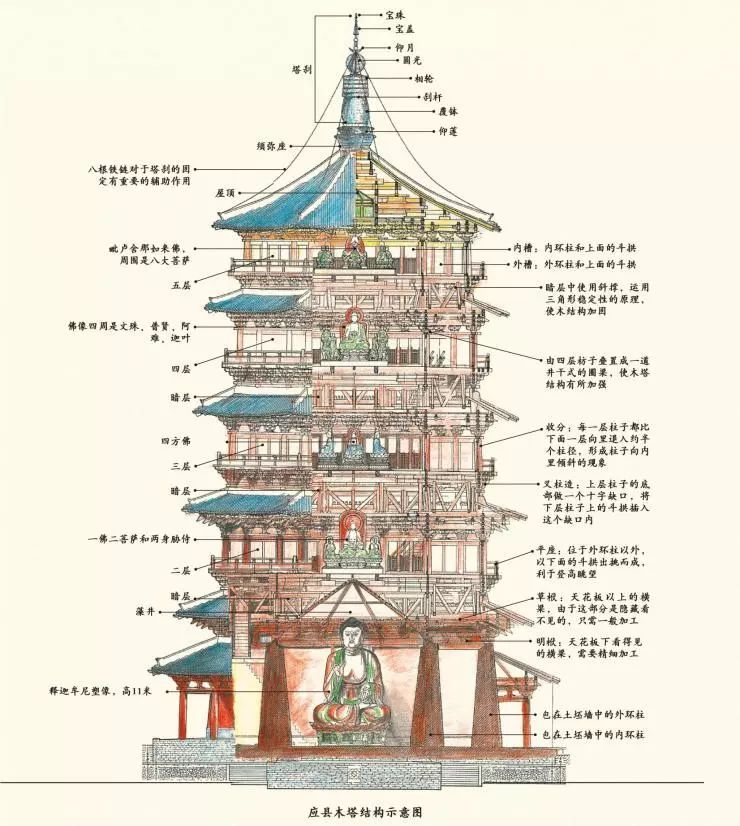 宝珠
宝盖
仰月
圆光
塔刹
相轮
刹杆
覆钵
仰莲
须弥座
八根铁链对于塔刹的固
定有重要的辅助作用
屋顶
毗卢舍那如来佛，
周围是八大菩萨
内槽：内环柱和上面的斗拱
外槽：外环柱和上面的斗拱
五层
暗层中使用斜撑，运用
三角形稳定性的原理，
使木结构加固
佛像四周是文殊、普贤、阿
难、迦叶
四层
由四层枋子叠置成一道
井干式的圈梁，使木塔
结构有所加强
暗层
四方佛
三层
收分：每一层柱子都比
下面一层向里退入约半
个柱径，形成柱子向内
里倾斜的现象
暗层
叉柱造：上层柱子的底
部做一个十字缺口，将
下层柱子上的斗拱插入
这个缺口内
一佛二菩萨和两身胁侍
二层
平座：位于外环柱以外，
以下面的斗拱出挑而成，
利于登高眺望
暗层
藻井
草栿：天花板以上的横
梁，由于这部分是隐藏看
不见的，只需一般加工
明栿：天花板下看得见
的横梁，需要精细加工
释迦牟尼塑像，高11米
包在土坯墙中的外环柱
包在土坯墙中的内环柱
应县木塔结构示意图